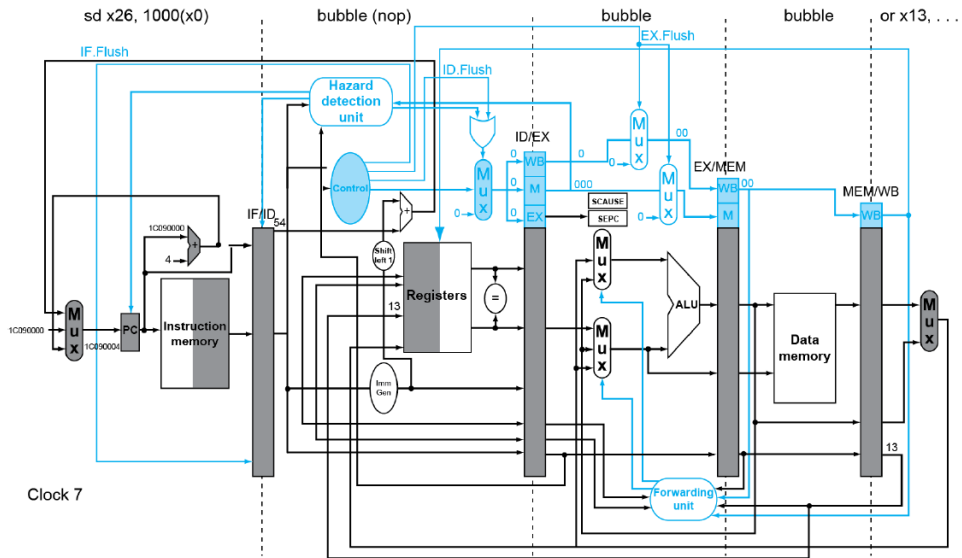 sd x26, 1000(x0)
bubble (nop)
bubble
bubble
or x13, . . .
IF.Flush
EX.Flush
ID.Flush
Hazard
detection
unit
Mux
ID/EX
0
00
0
WB
0
EX/MEM
Control
Mux
0
M
000
Mux
WB
00
MEM/WB
IF/ID
54
+
0
0
EX
SCAUSE
SEPC
0
M
WB
1C090000
4
+
Shift
left 1
Mux
Registers
=
ALU
13
Mux
PC
Instruction
memory
Mux
Data
memory
Mux
1C090000
1C090004
Imm
Gen
13
Clock 7
Forwarding
unit